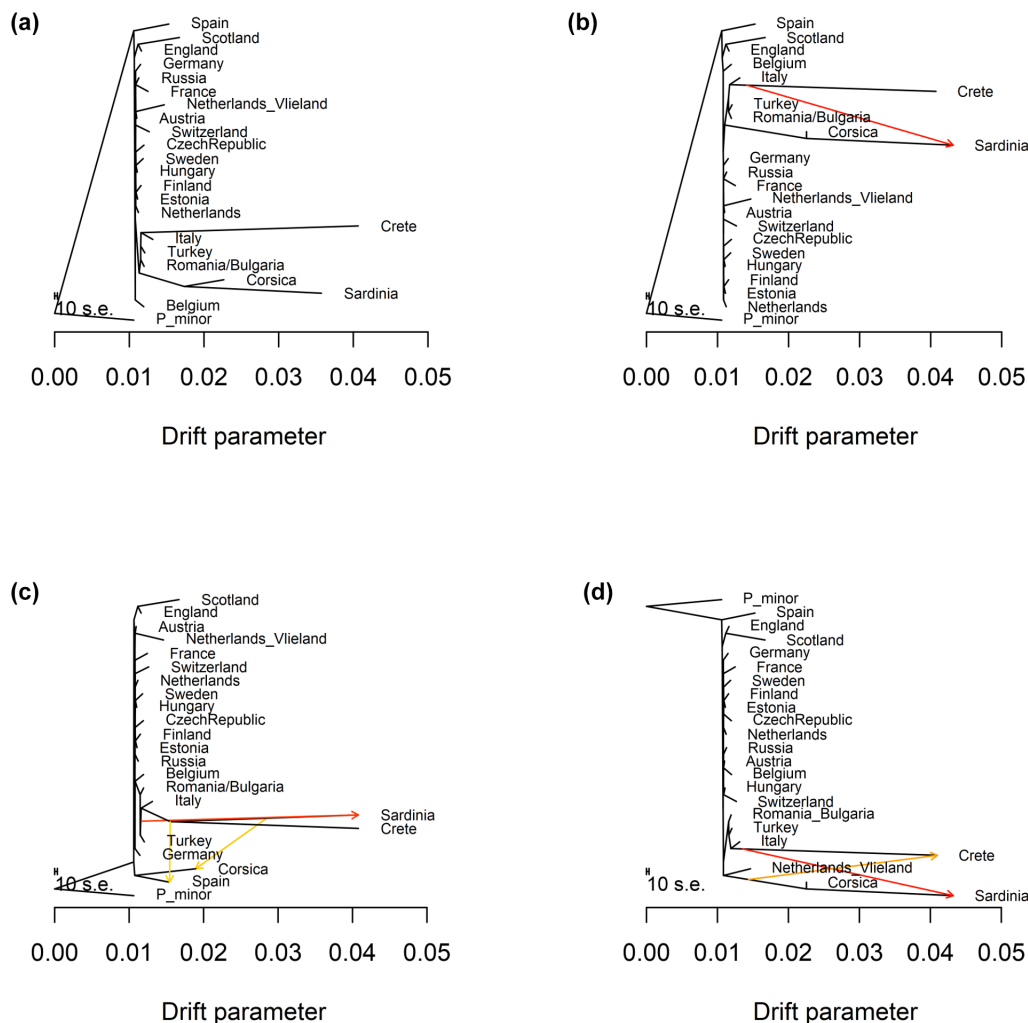 (a)
Spain
Scotland
England
Germany
Russia
France
Netherlands_Vlieland
Austria
Switzerland
CzechRepublic
Sweden
Hungary
Finland
Estonia
Netherlands
Crete
Italy
Turkey
Romania/Bulgaria
Corsica
Sardinia
Belgium
P_minor
10 s.e.
0.00 0.01 0.02 0.03 0.04 0.05
Drift parameter
(b)
Spain
Scotland
England
Belgium
Italy
Crete
Turkey
Romania/Bulgaria
Corsica
Sardinia
Germany
Russia
France
Netherlands_Vlieland
Austria
Switzerland
CzechRepublic
Sweden
Hungary
Finland
Estonia
Netherlands
P_minor
10 s.e.
0.00 0.01 0.02 0.03 0.04 0.05
Drift parameter
(c)
Scotland
England
Austria
Netherlands_Vlieland
France
Switzerland
Netherlands
Sweden
Hungary
CzechRepublic
Finland
Estonia
Russia
Belgium
Romania/Bulgaria
Italy
Sardinia
Crete
Turkey
Germany
Corsica
Spain
P_minor
10 s.e.
0.00 0.01 0.02 0.03 0.04 0.05
Drift parameter
(d)
P_minor
Spain
England
Scotland
Germany
France
Sweden
Finland
Estonia
CzechRepublic
Netherlands
Russia
Austria
Belgium
Hungary
Switzerland
Romania_Bulgaria
Turkey
Italy
Crete
Netherlands_Vlieland
Corsica
Sardinia
10 s.e.
0.00 0.01 0.02 0.03 0.04 0.05
Drift parameter